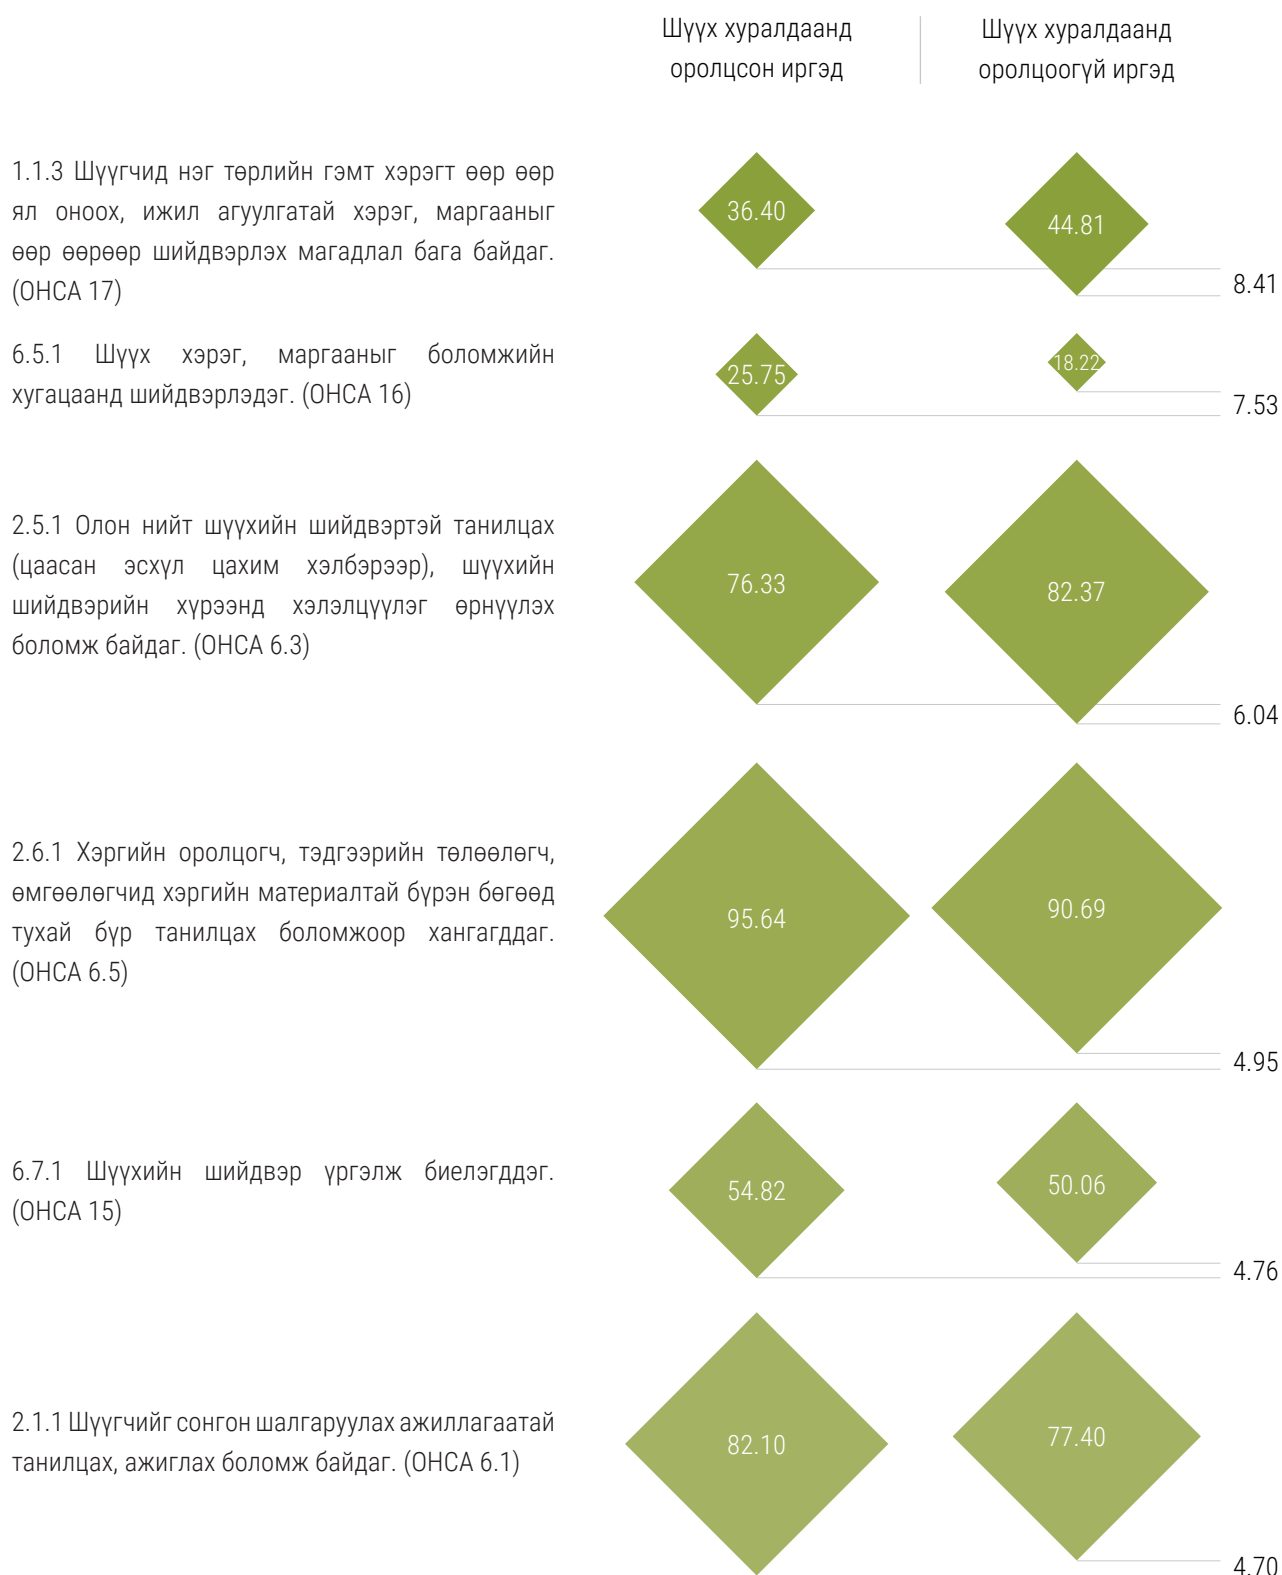 Шүүх хуралдаанд
оролцсон иргэд
Шүүх хуралдаанд
оролцоогүй иргэд
1.1.3 Шүүгчид нэг төрлийн гэмт хэрэгт өөр өөр
ял оноох, ижил агуулгатай хэрэг, маргааныг
өөр өөрөөр шийдвэрлэх магадлал бага байдаг.
(ОНСА 17)
36.40
44.81
8.41
6.5.1 Шүүх хэрэг, маргааныг боломжийн
хугацаанд шийдвэрлэдэг. (ОНСА 16)
25.75
18.22
7.53
2.5.1 Олон нийт шүүхийн шийдвэртэй танилцах
(цаасан эсхүл цахим хэлбэрээр), шүүхийн
шийдвэрийн хүрээнд хэлэлцүүлэг өрнүүлэх
боломж байдаг. (ОНСА 6.3)
76.33
82.37
6.04
2.6.1 Хэргийн оролцогч, тэдгээрийн төлөөлөгч,
өмгөөлөгчид хэргийн материалтай бүрэн бөгөөд
тухай бүр танилцах боломжоор хангагддаг.
(ОНСА 6.5)
95.64
90.69
4.95
6.7.1 Шүүхийн шийдвэр үргэлж биелэгддэг.
(ОНСА 15)
54.82
50.06
4.76
2.1.1 Шүүгчийг сонгон шалгаруулах ажиллагаатай
танилцах, ажиглах боломж байдаг. (ОНСА 6.1)
82.10
77.40
4.70